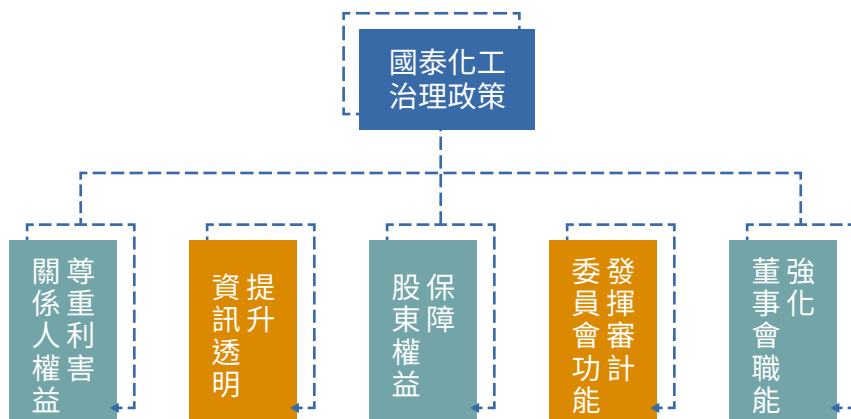 國泰化工
治理政策
尊重利害
關係人權益
提升
資訊透明
保障
股東權益
發揮審計
委員會功能
強化
董事會職能